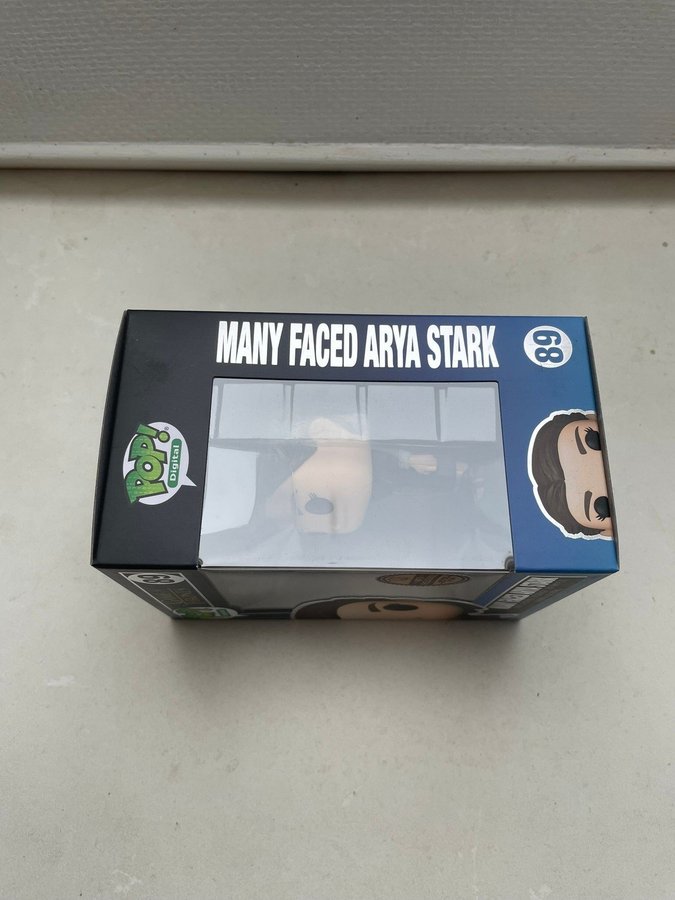 MANY FACED ARYA STARK
89
POP!
Digital